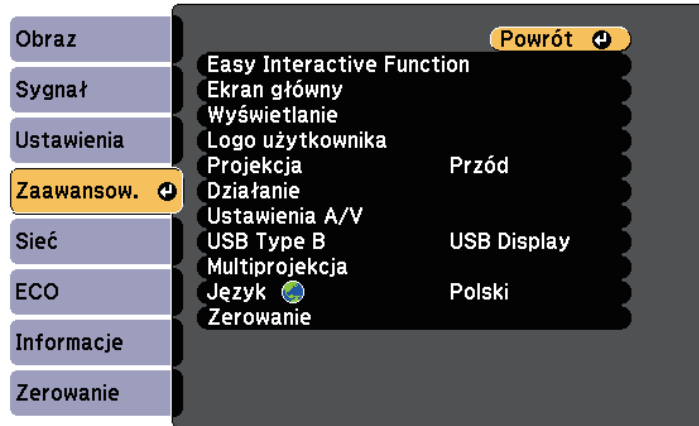 Obraz
Sygnał
Ustawienia
Zaawansow.
Sieć
ECO
Informacje
Zerowanie
Powrót
Easy Interactive Function
Ekran główny
Wyświetlanie
Logo użytkownika
Projekcja Przód
Działanie
Ustawienia A/V
USB Type B USB Display
Multiprojekcja
Język Polski
Zerowanie